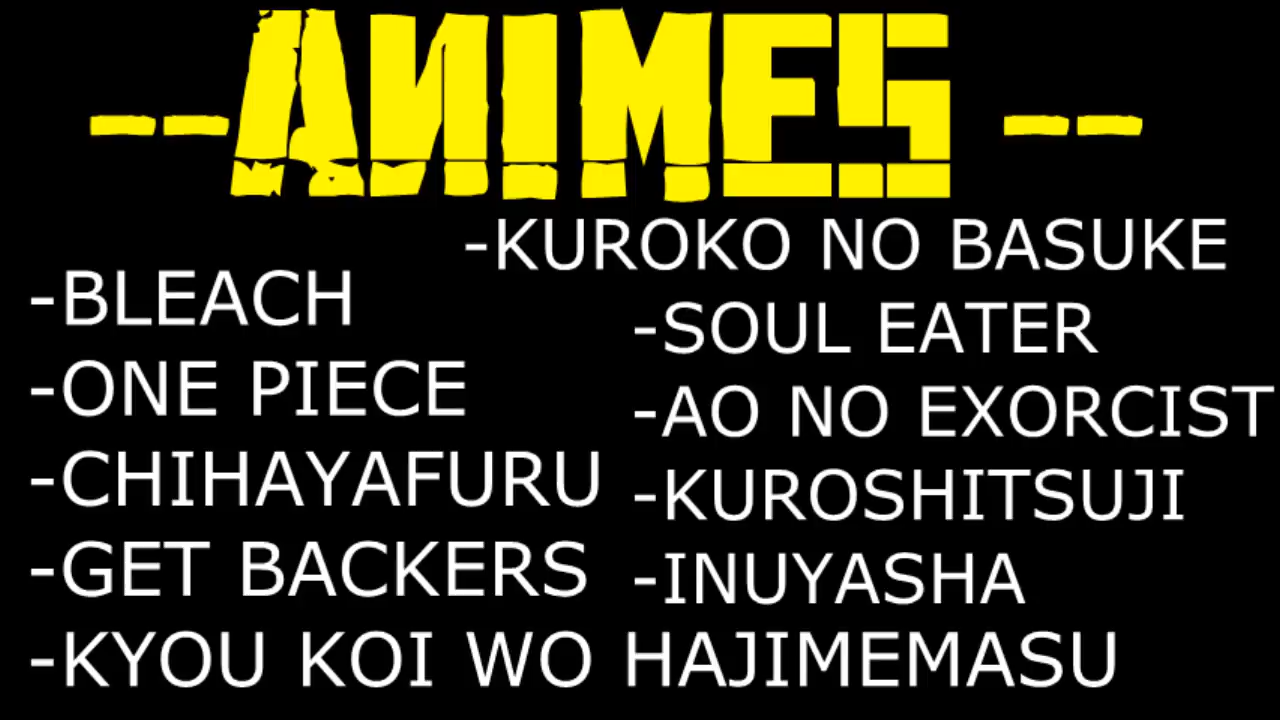 --ANIMES --
-BLEACH
-ONE PIECE
-CHIHAYAFURU
-GET BACKERS
-KYOU KOI WO HAJIMEMASU
-KUROKO NO BASUKE
-SOUL EATER
-AO NO EXORCIST
-KUROSHITSUJI
-INUYASHA